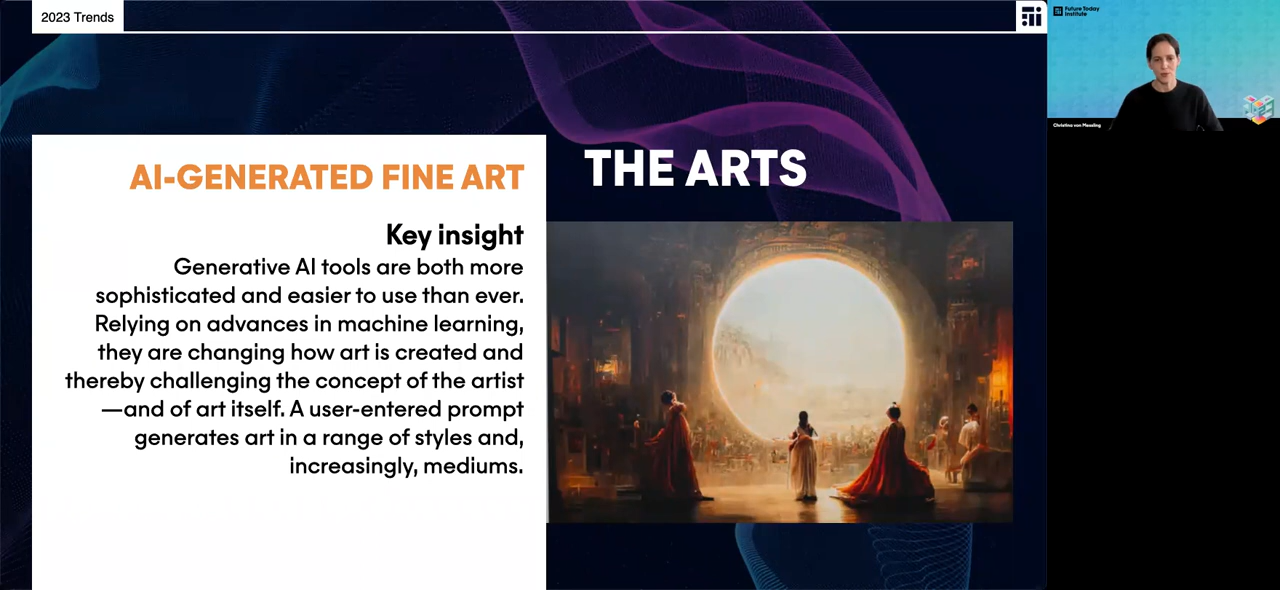 2023 Trends
AI-GENERATED FINE ART
Key insight
Generative AI tools are both more
sophisticated and easier to use than ever.
Relying on advances in machine learning,
they are changing how art is created and
thereby challenging the concept of the artist
—and of art itself. A user-entered prompt
generates art in a range of styles and,
increasingly, mediums.
THE ARTS
Future Today
Institute
Christina von Messling